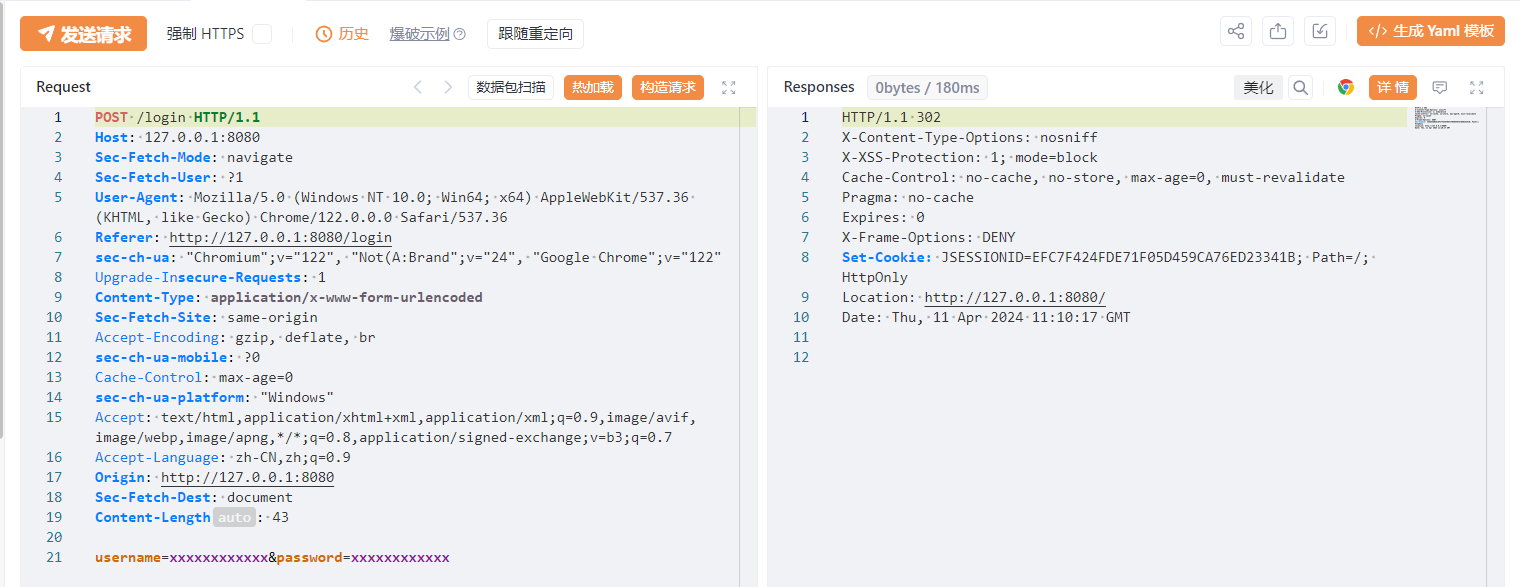 发送请求 强制 HTTPS 历史 爆破示例 跟随重定向 </> 生成 Yaml 模板
Request 数据包扫描 热加载 构造请求
1 POST /login HTTP/1.1
2 Host: 127.0.0.1:8080
3 Sec-Fetch-Mode: navigate
4 Sec-Fetch-User: ?1
5 User-Agent: Mozilla/5.0 (Windows NT 10.0; Win64; x64) AppleWebKit/537.36
(KHTML, like Gecko) Chrome/122.0.0.0 Safari/537.36
6 Referer: http://127.0.0.1:8080/login
7 sec-ch-ua: "Chromium";v="122", "Not(A:Brand";v="24", "Google Chrome";v="122"
8 Upgrade-Insecure-Requests: 1
9 Content-Type: application/x-www-form-urlencoded
10 Sec-Fetch-Site: same-origin
11 Accept-Encoding: gzip, deflate, br
12 sec-ch-ua-mobile: ?0
13 Cache-Control: max-age=0
14 sec-ch-ua-platform: "Windows"
15 Accept: text/html,application/xhtml+xml,application/xml;q=0.9,image/avif,
image/webp,image/apng,*/*;q=0.8,application/signed-exchange;v=b3;q=0.7
16 Accept-Language: zh-CN,zh;q=0.9
17 Origin: http://127.0.0.1:8080
18 Sec-Fetch-Dest: document
19 Content-Length auto : 43
20
21 username=xxxxxxxxxxxx&password=xxxxxxxxxxxx
Responses 0bytes / 180ms 美化 详情
1 HTTP/1.1 302
2 X-Content-Type-Options: nosniff
3 X-XSS-Protection: 1; mode=block
4 Cache-Control: no-cache, no-store, max-age=0, must-revalidate
5 Pragma: no-cache
6 Expires: 0
7 X-Frame-Options: DENY
8 Set-Cookie: JSESSIONID=EFC7F424FDE71F05D459CA76ED23341B; Path=/;
HttpOnly
9 Location: http://127.0.0.1:8080/
10 Date: Thu, 11 Apr 2024 11:10:17 GMT
11
12